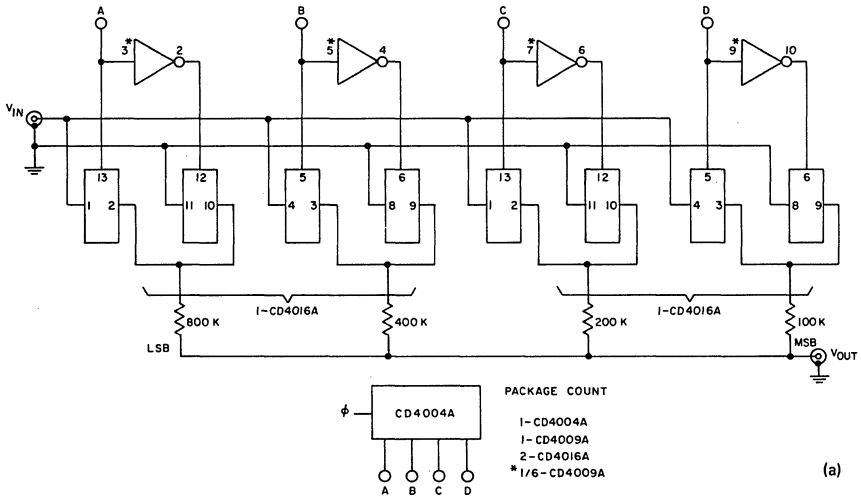 A B C D
* 3 2 * 5 4 * 7 6 * 9 10
VIN
13 12 5 6 13 12 5 6
1 2 11 10 4 3 8 9 1 2 11 10 4 3 8 9
800 K 1-CD4016A 400 K 200 K 1-CD4016A 100 K
LSB MSB VOUT
PACKAGE COUNT
ϕ CD4004A
1-CD4004A
1-CD4009A
2-CD4016A
* 1/6-CD4009A
A B C D
(a)